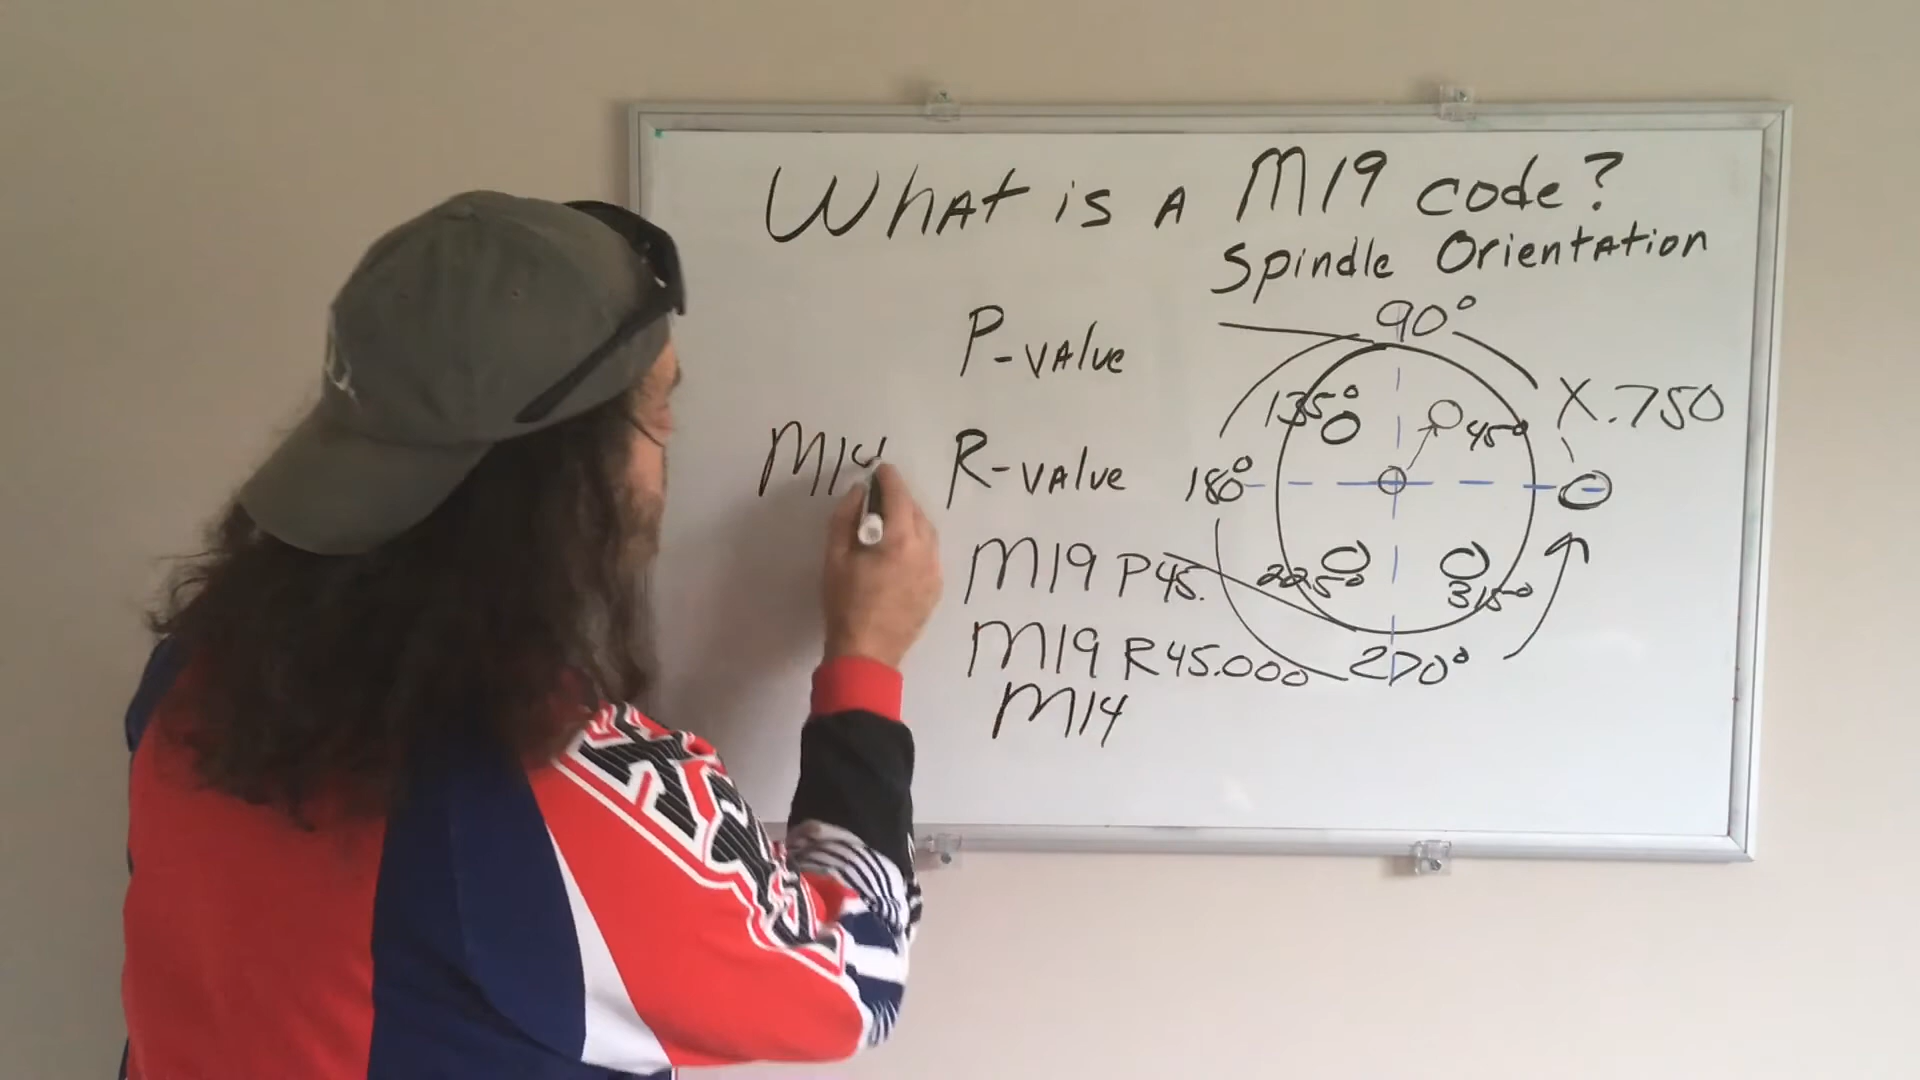 What is a M19 code?
Spindle Orientation
P-value
90°
135°
45°
X.750
M14
R-value
180°
M19 P45.
225°
315°
M19 R45.000
270°
M14